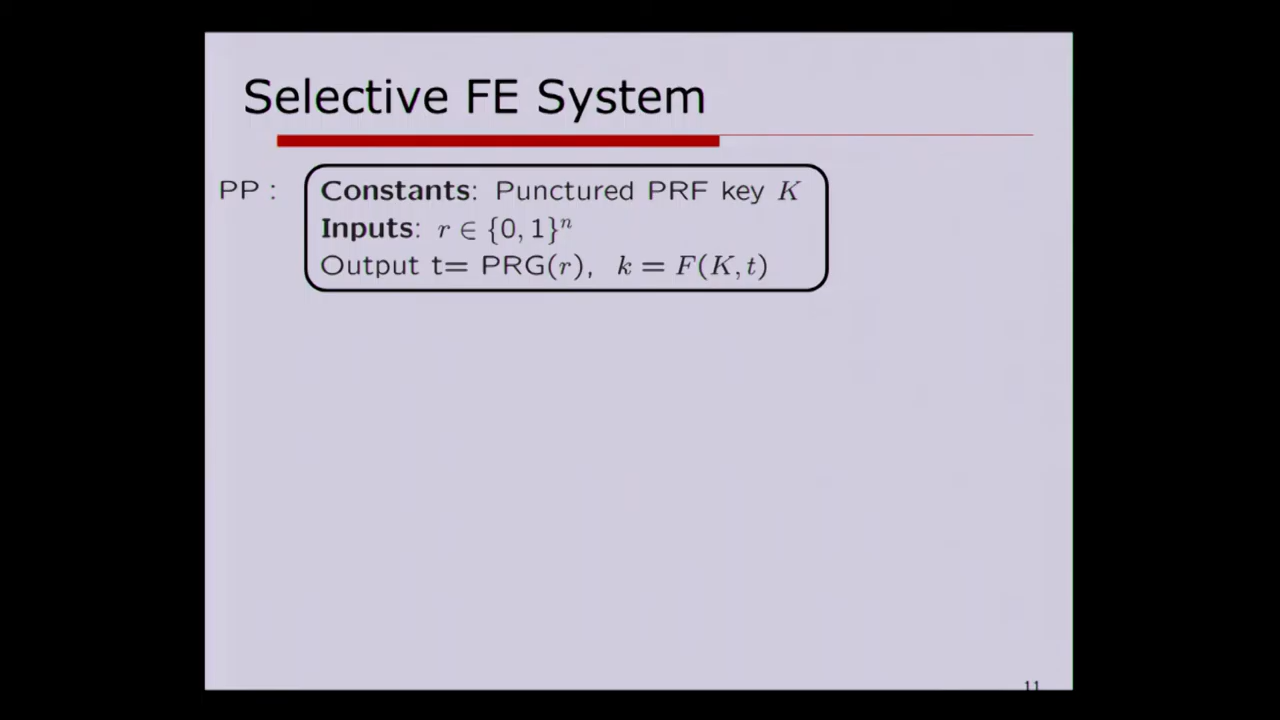 Selective FE System
PP : Constants: Punctured PRF key K
Inputs: r ∈ {0, 1}ⁿ
Output t= PRG(r), k = F(K, t)
11